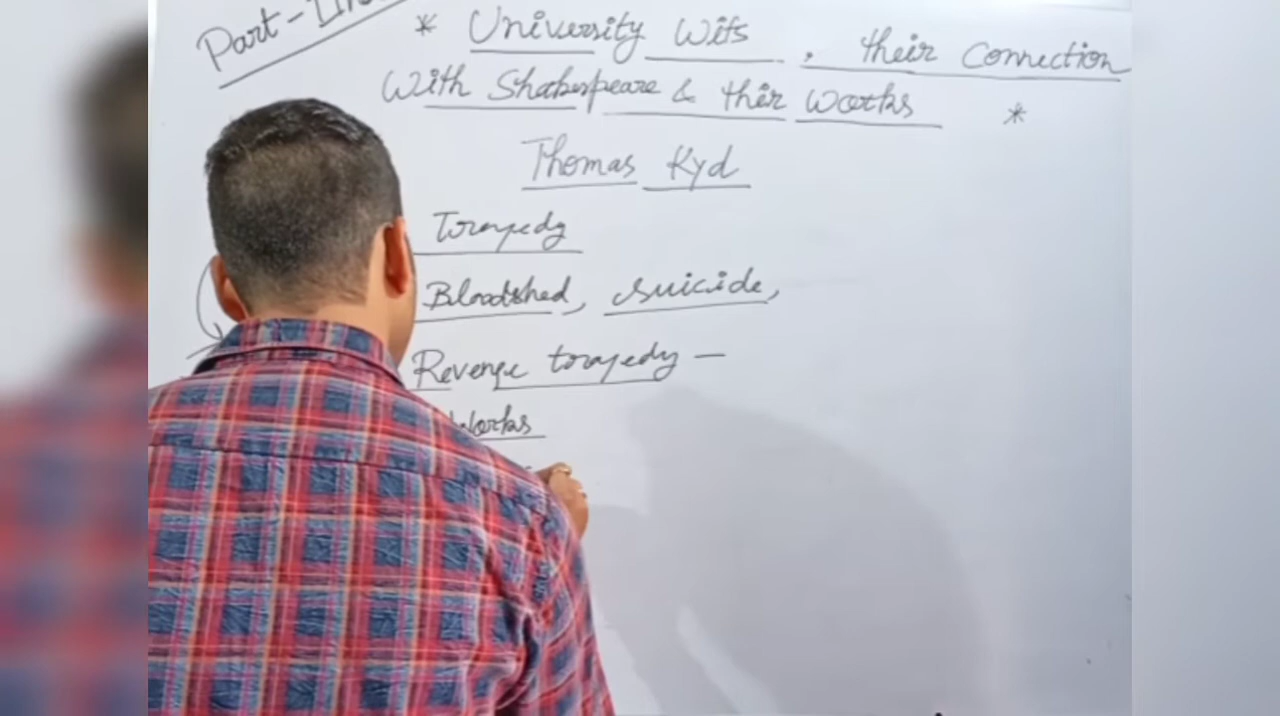 Part-
* University Wits, their Connection
With Shakespeare & their Works *
Thomas Kyd
Tragedy
Bloodshed, suicide,
Revenge tragedy —
Works